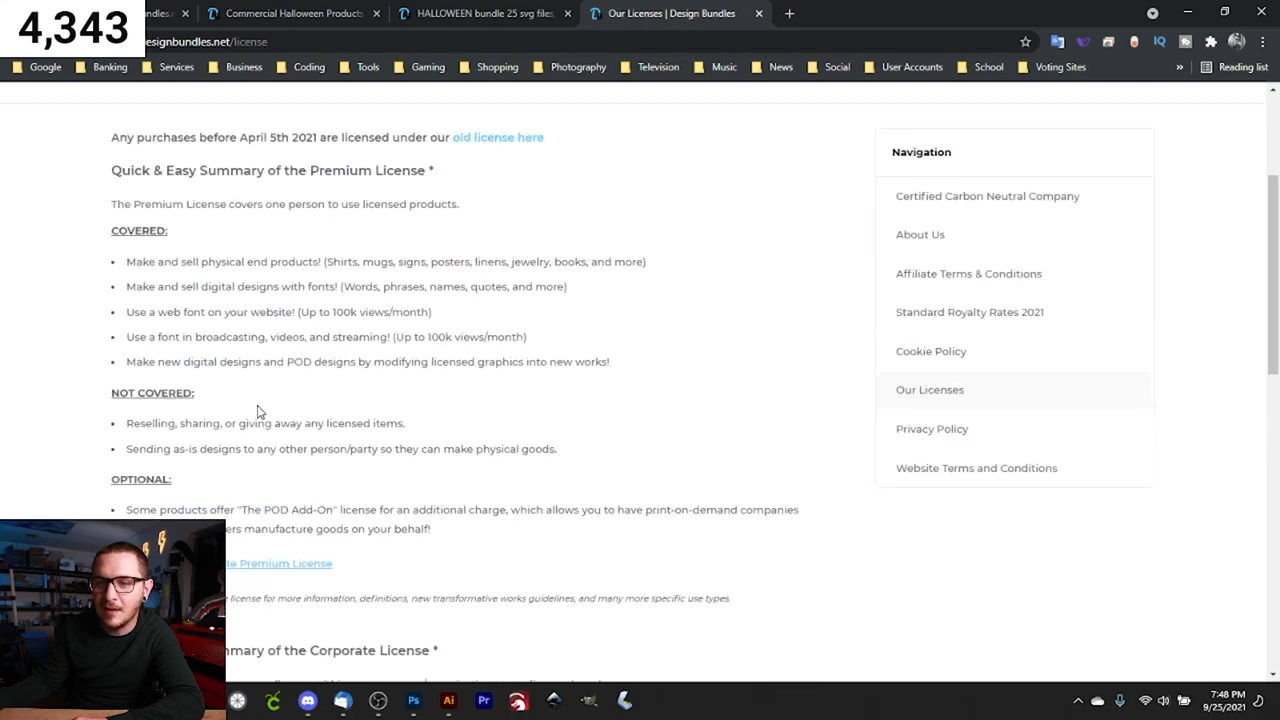 4,343
ndles.n
Commercial Halloween Products
HALLOWEEN bundle 25 svg files
Our Licenses | Design Bundles
esignbundles.net/license
Google
Banking
Services
Business
Coding
Tools
Gaming
Shopping
Photography
Television
Music
News
Social
User Accounts
School
Voting Sites
»
Reading list
Any purchases before April 5th 2021 are licensed under our old license here
Quick & Easy Summary of the Premium License *
The Premium License covers one person to use licensed products.
COVERED:
• Make and sell physical end products! (Shirts, mugs, signs, posters, linens, jewelry, books, and more)
• Make and sell digital designs with fonts! (Words, phrases, names, quotes, and more)
• Use a web font on your website! (Up to 100k views/month)
• Use a font in broadcasting, videos, and streaming! (Up to 100k views/month)
• Make new digital designs and POD designs by modifying licensed graphics into new works!
NOT COVERED:
• Reselling, sharing, or giving away any licensed items.
• Sending as-is designs to any other person/party so they can make physical goods.
OPTIONAL:
• Some products offer "The POD Add-On" license for an additional charge, which allows you to have print-on-demand companies
ers manufacture goods on your behalf!
te Premium License
license for more information, definitions, new transformative works guidelines, and many more specific use types.
mmary of the Corporate License *
Navigation
Certified Carbon Neutral Company
About Us
Affiliate Terms & Conditions
Standard Royalty Rates 2021
Cookie Policy
Our Licenses
Privacy Policy
Website Terms and Conditions
Ps
Ai
Pr
7:48 PM
9/25/2021